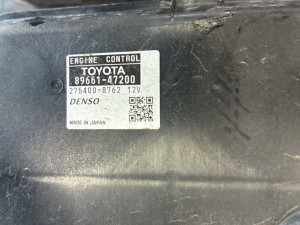 ENGINE CONTROL
TOYOTA
89661-47200
275400-8762 12V
DENSO
MADE IN JAPAN